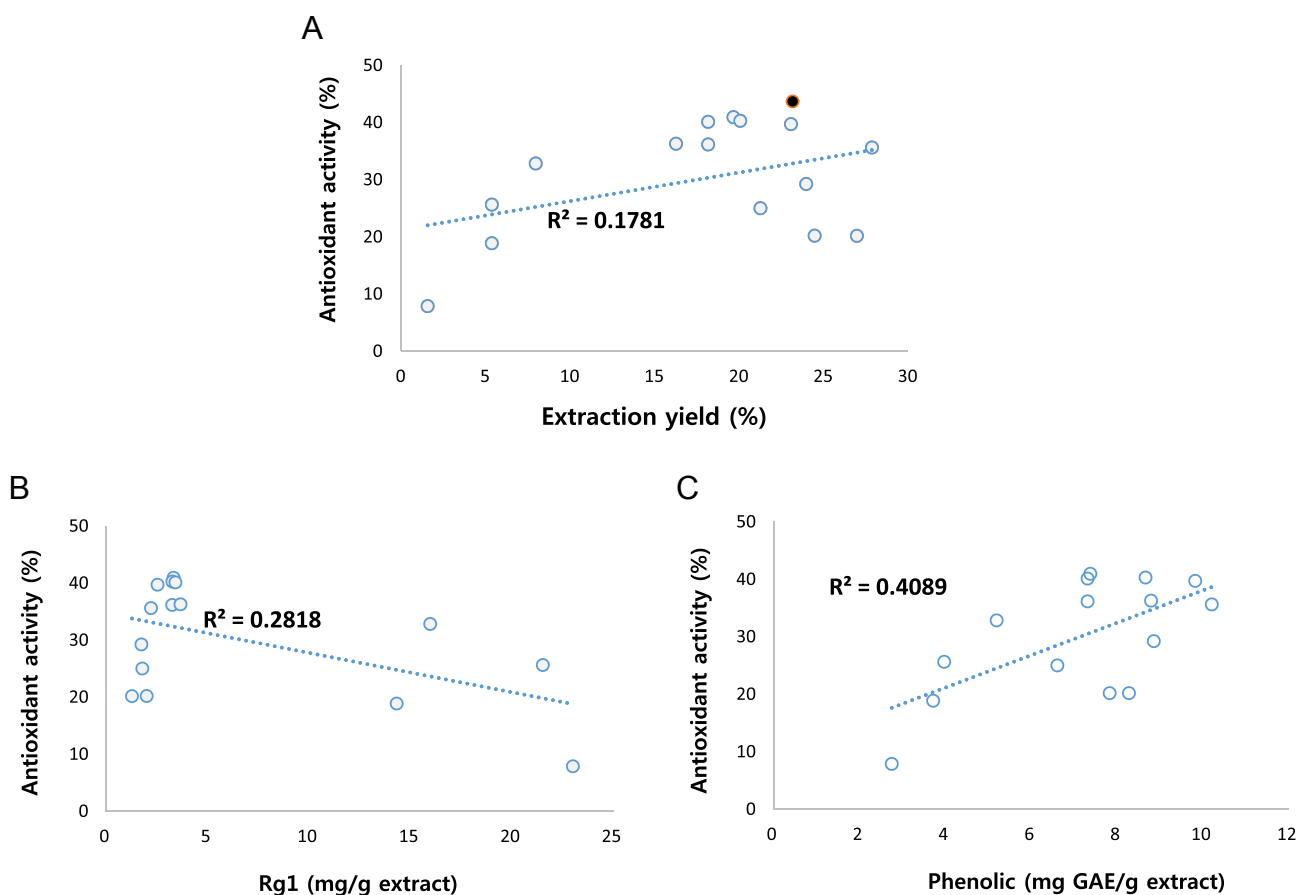 A
Antioxidant activity (%)
50
40
30
20
10
0
R² = 0.1781
0 5 10 15 20 25 30
Extraction yield (%)
B
Antioxidant activity (%)
50
40
30
20
10
0
R² = 0.2818
0 5 10 15 20 25
Rg1 (mg/g extract)
C
Antioxidant activity (%)
50
40
30
20
10
0
R² = 0.4089
0 2 4 6 8 10 12
Phenolic (mg GAE/g extract)